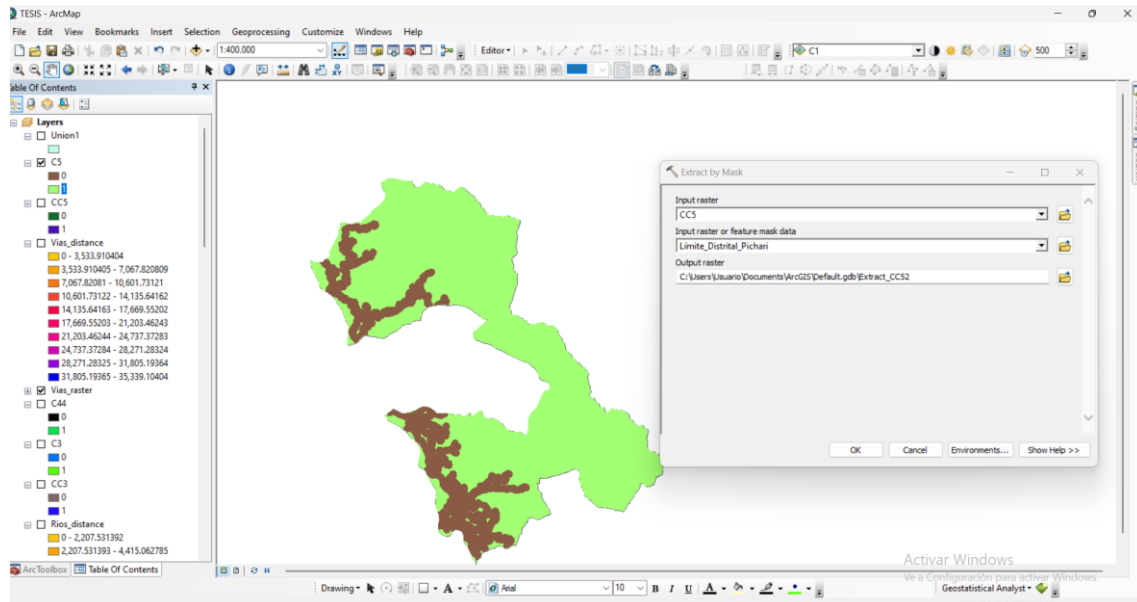 TESIS - ArcMap
File Edit View Bookmarks Insert Selection Geoprocessing Customize Windows Help
1:400,000 Editor C1 500
able Of Contents
Layers
Union1
C5
0
1
CC5
0
1
Vias_distance
0 - 3,533.910404
3,533.910405 - 7,067.820809
7,067.82081 - 10,601.73121
10,601.73122 - 14,135.64162
14,135.64163 - 17,669.55202
17,669.55203 - 21,203.46243
21,203.46244 - 24,737.37283
24,737.37284 - 28,271.28324
28,271.28325 - 31,805.19364
31,805.19365 - 35,339.10404
Vias_raster
C44
0
1
C3
0
1
CC3
0
1
Rios_distance
0 - 2,207.531392
2,207.531393 - 4,415.062785
ArcToolbox Table Of Contents
Extract by Mask
Input raster
CC5
Input raster or feature mask data
Límite_Distrital_Pichari
Output raster
C:\Users\Usuario\Documents\ArcGIS\Default.gdb\Extract_CC52
OK Cancel Environments... Show Help >>
Activar Windows
Ve a Configuración para activar Windows.
Drawing A Arial 10 B I U A Geostatistical Analyst